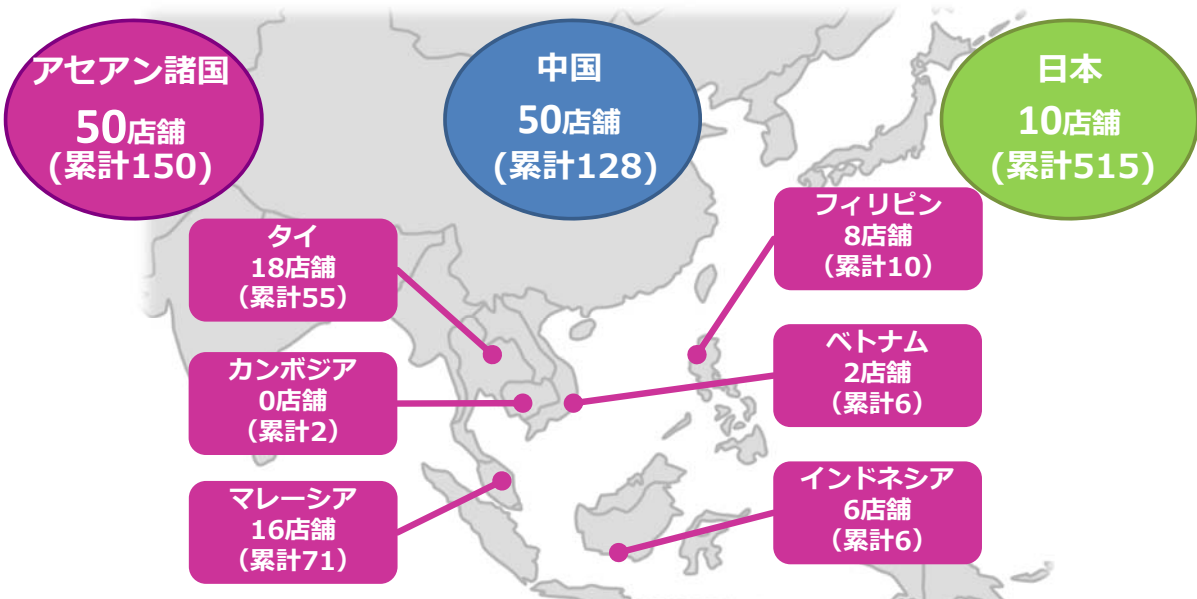 アセアン諸国
50店舗
(累計150)
中国
50店舗
(累計128)
日本
10店舗
(累計515)
タイ
18店舗
（累計55）
カンボジア
0店舗
（累計2）
マレーシア
16店舗
（累計71）
フィリピン
8店舗
（累計10）
ベトナム
2店舗
（累計6）
インドネシア
6店舗
（累計6）